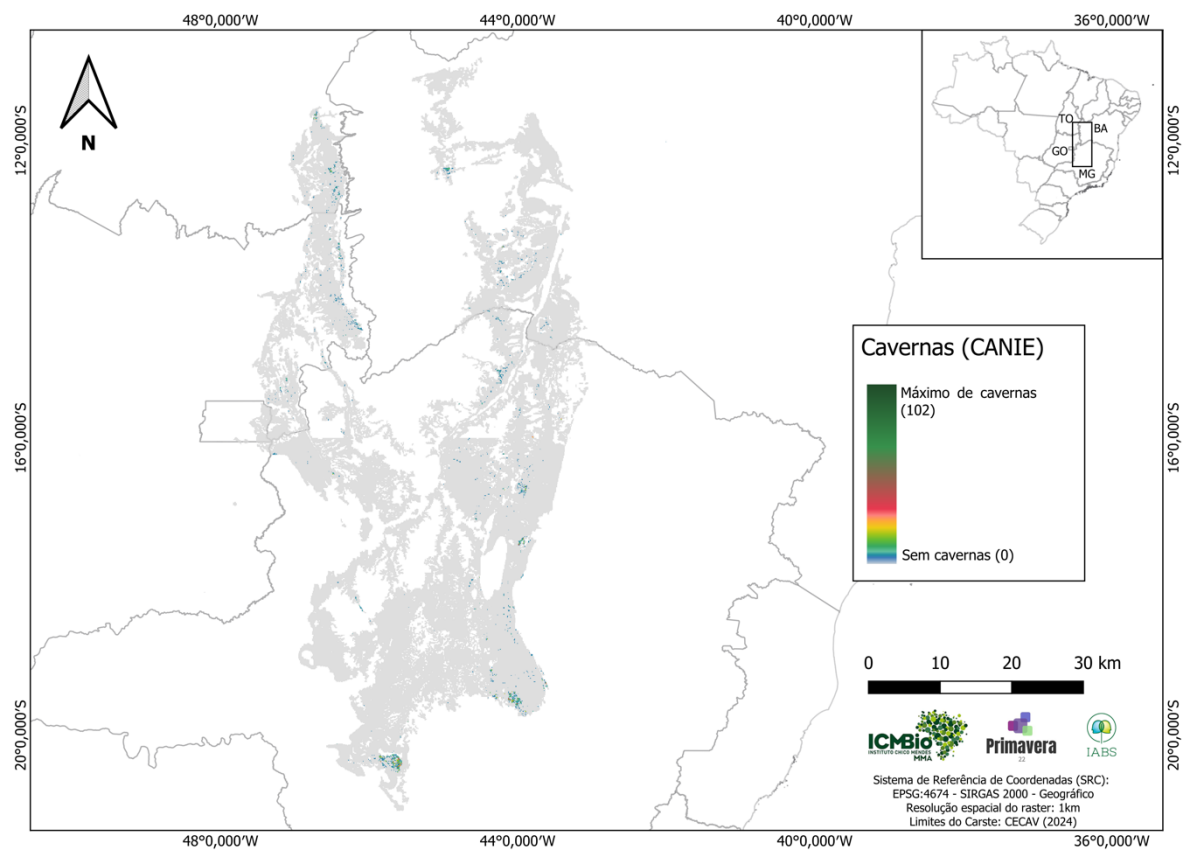 48°0,000'W 44°0,000'W 40°0,000'W 36°0,000'W
N
12°0,000'S
16°0,000'S
20°0,000'S
TO
BA
GO
MG
12°0,000'S
16°0,000'S
20°0,000'S
Cavernas (CANIE)
Máximo de cavernas
(102)
Sem cavernas (0)
0 10 20 30 km
ICMBio
INSTITUTO CHICO MENDES
MMA
Primavera
22
IABS
Sistema de Referência de Coordenadas (SRC):
EPSG:4674 - SIRGAS 2000 - Geográfico
Resolução espacial do raster: 1km
Limites do Carste: CECAV (2024)
48°0,000'W 44°0,000'W 40°0,000'W 36°0,000'W